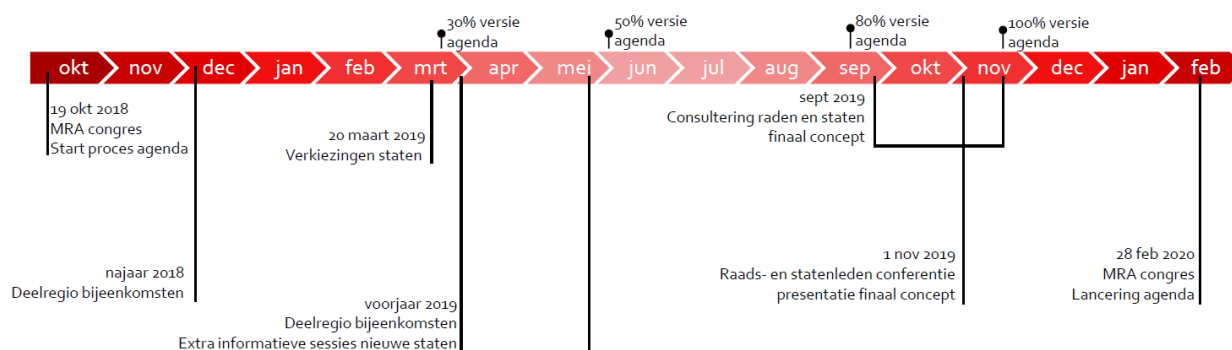 30% versie
agenda
50% versie
agenda
80% versie
agenda
100% versie
agenda
okt nov dec jan feb mrt apr mei jun jul aug sep okt nov dec jan feb
19 okt 2018
MRA congres
Start proces agenda
20 maart 2019
Verkiezingen staten
sept 2019
Consultering raden en staten
finaal concept
najaar 2018
Deelregio bijeenkomsten
voorjaar 2019
Deelregio bijeenkomsten
Extra informatieve sessies nieuwe staten
1 nov 2019
Raads- en statenleden conferentie
presentatie finaal concept
28 feb 2020
MRA congres
Lancering agenda